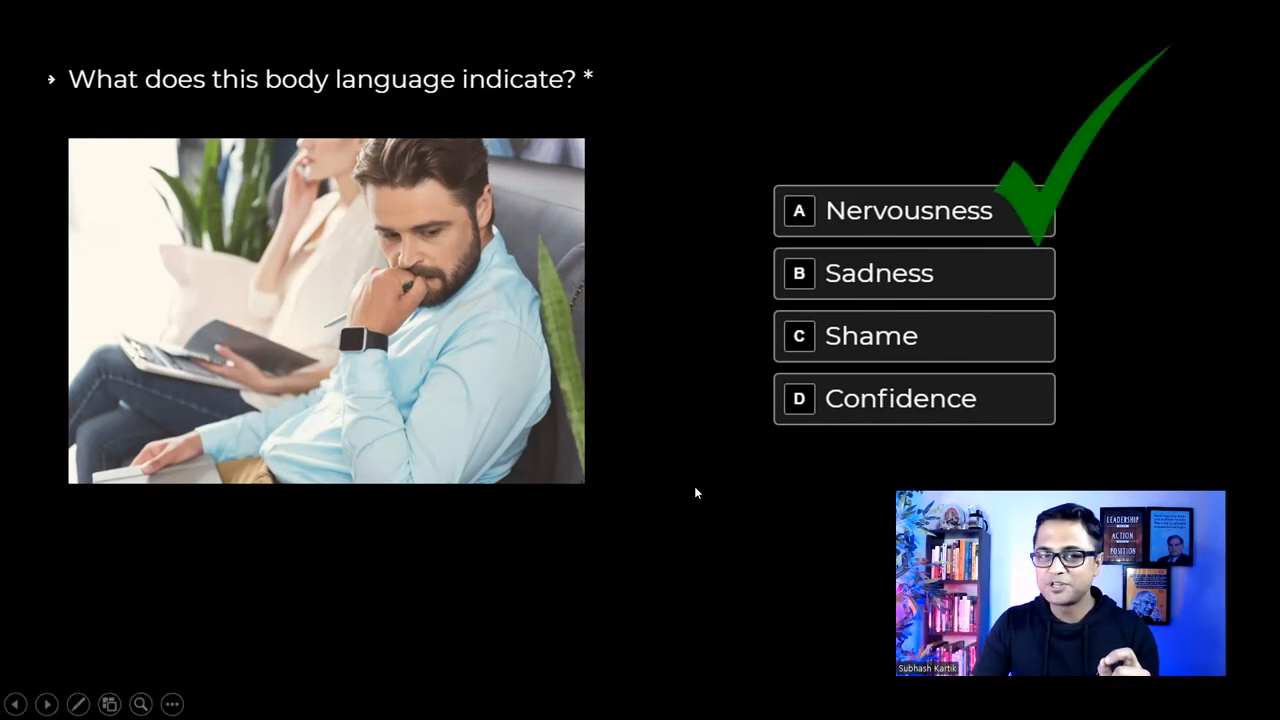 What does this body language indicate? *
A Nervousness
B Sadness
C Shame
D Confidence
LEADERSHIP
ACTION
POSITION
Subhash Kartik